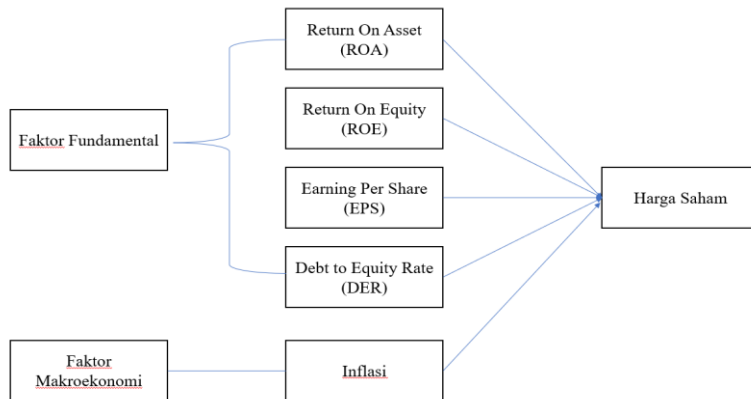 Return On Asset
(ROA)
Return On Equity
(ROE)
Faktor Fundamental
Earning Per Share
(EPS)
Harga Saham
Debt to Equity Rate
(DER)
Faktor
Makroekonomi
Inflasi